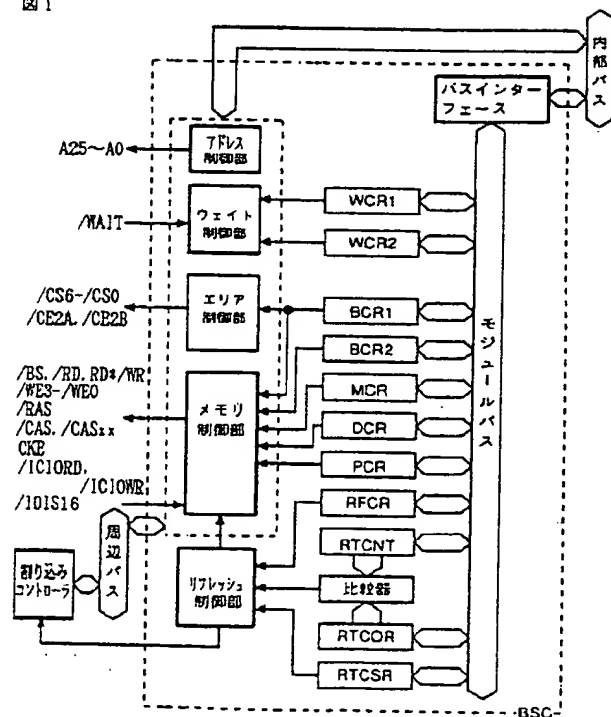 図1
内部バス
バスインター
フェース
アドレス
制御部
A25～A0
ウェイト
制御部
/WAIT
WCR1
WCR2
エリア
制御部
/CS6-/CS0
/CE2A./CE2B
BCR1
BCR2
/BS./RD.RD*/WR
/WE3-/WE0
/RAS
/CAS./CASxx
CKE
/ICIORD.
/ICIOWR
/IOIS16
メモリ
制御部
MCR
DCR
PCR
モジュールバス
RFCR
RTCNT
周辺バス
割り込み
コントローラ
リフレッシュ
制御部
比較器
RTCOR
RTCSR
-BSC-